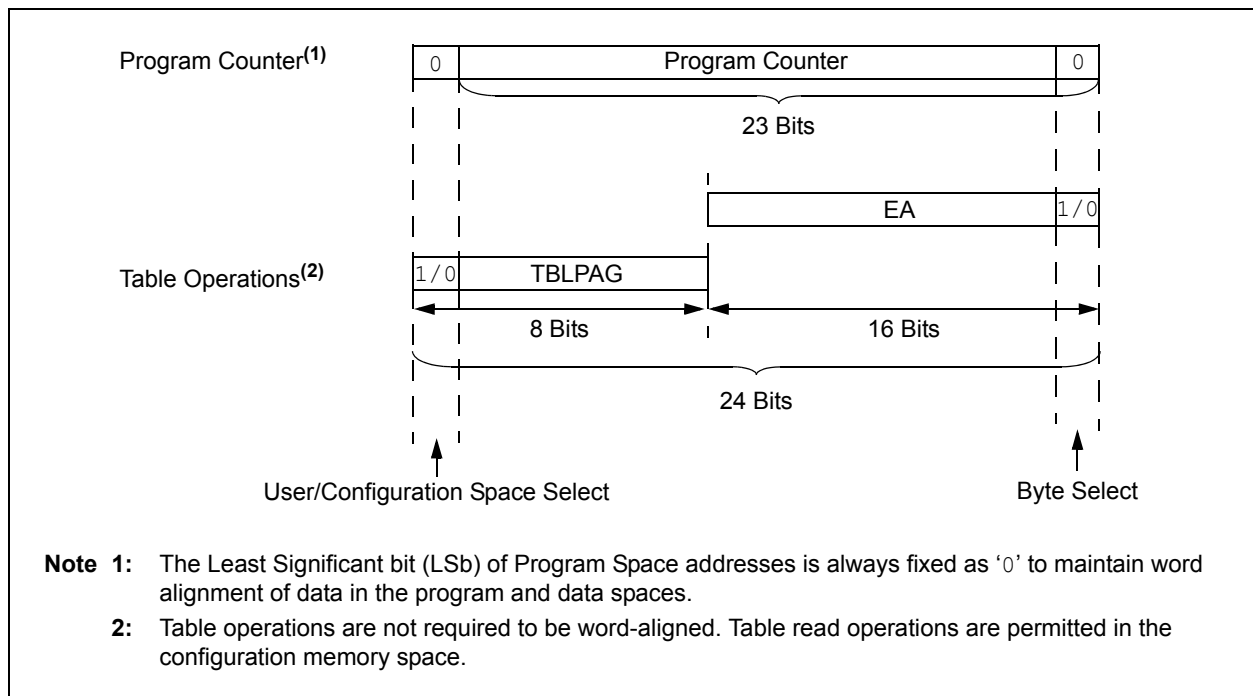 Program Counter(1)
0 Program Counter 0
23 Bits
EA 1/0
Table Operations(2)
1/0 TBLPAG
8 Bits 16 Bits
24 Bits
User/Configuration Space Select Byte Select
Note 1: The Least Significant bit (LSb) of Program Space addresses is always fixed as ‘0’ to maintain word
alignment of data in the program and data spaces.
2: Table operations are not required to be word-aligned. Table read operations are permitted in the
configuration memory space.